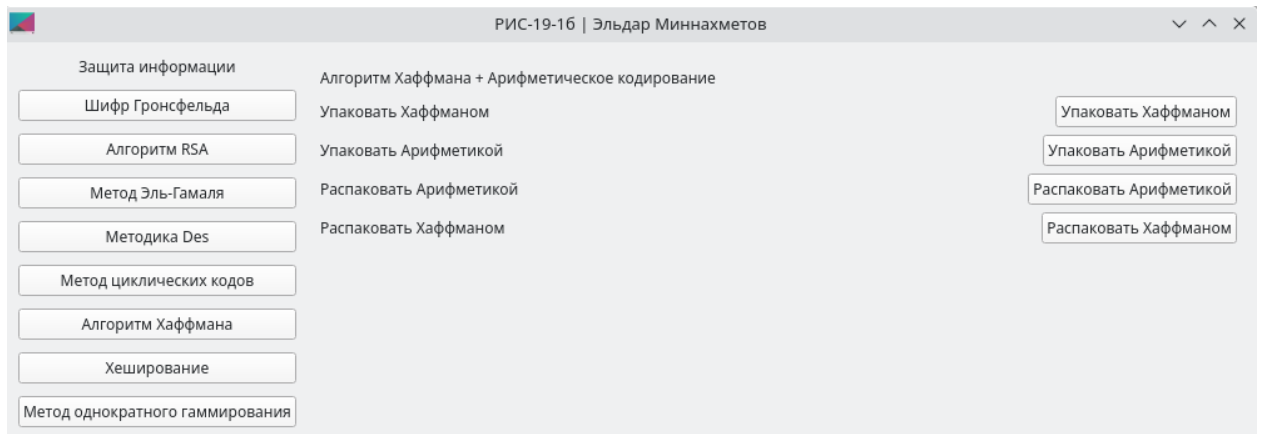 РИС-19-1б | Эльдар Миннахметов
Защита информации
Шифр Гронсфельда
Алгоритм RSA
Метод Эль-Гамаля
Методика Des
Метод циклических кодов
Алгоритм Хаффмана
Хеширование
Метод однократного гаммирования
Алгоритм Хаффмана + Арифметическое кодирование
Упаковать Хаффманом Упаковать Хаффманом
Упаковать Арифметикой Упаковать Арифметикой
Распаковать Арифметикой Распаковать Арифметикой
Распаковать Хаффманом Распаковать Хаффманом